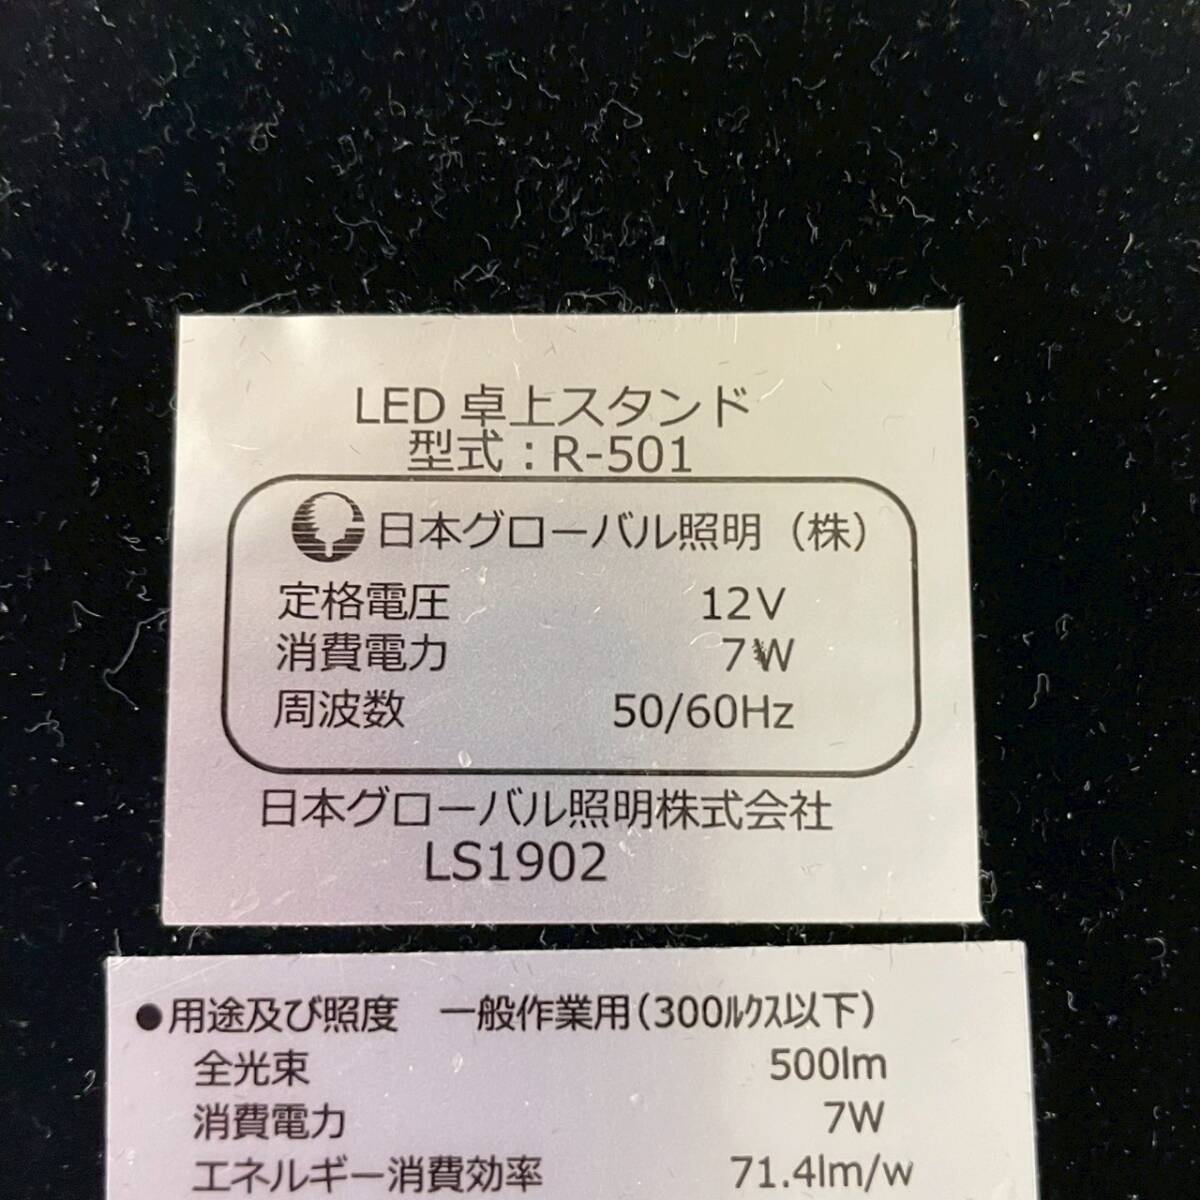 LED 卓上スタンド
型式：R-501
日本グローバル照明（株）
定格電圧 12V
消費電力 7W
周波数 50/60Hz
日本グローバル照明株式会社
LS1902
●用途及び照度 一般作業用(300ﾙｸｽ以下)
全光束 500lm
消費電力 7W
エネルギー消費効率 71.4lm/w